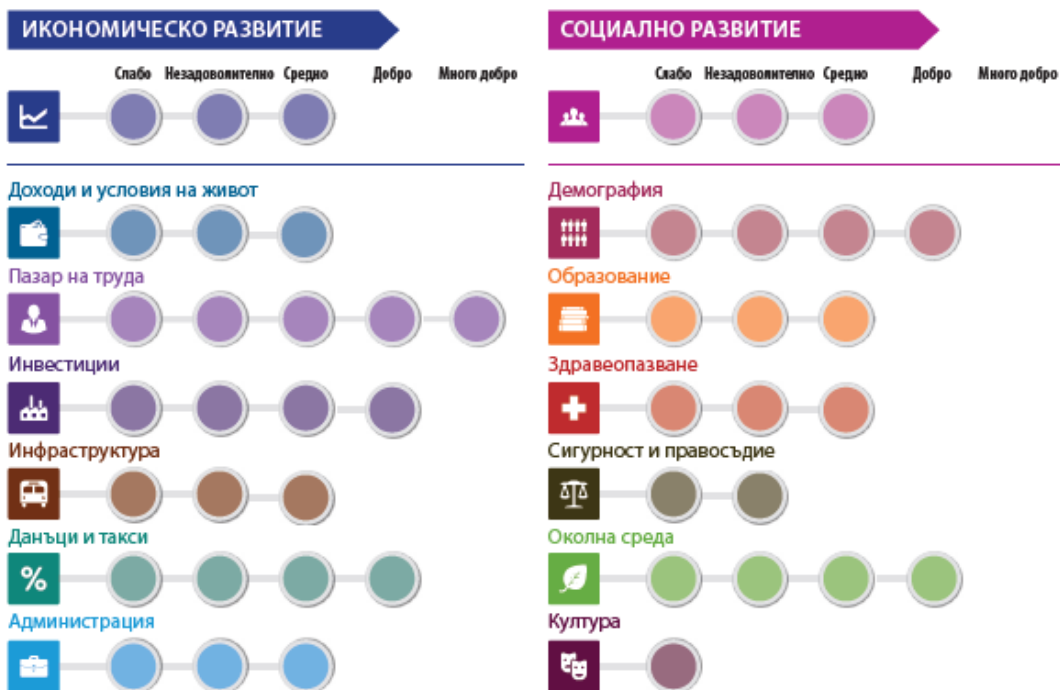 ИКОНОМИЧЕСКО РАЗВИТИЕ
Слабо Незадоволително Средно Добро Много добро
Доходи и условия на живот
Пазар на труда
Инвестиции
Инфраструктура
Данъци и такси
%
Администрация
СОЦИАЛНО РАЗВИТИЕ
Слабо Незадоволително Средно Добро Много добро
Демография
Образование
Здравеопазване
Сигурност и правосъдие
Околна среда
Култура